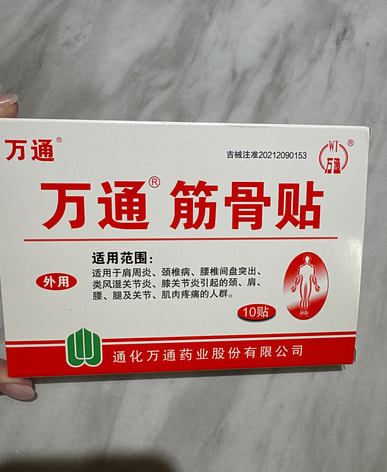 万通®
吉械注准20212090153
WT
万通
®
万通®筋骨贴
适用范围:
外用
适用于肩周炎、颈椎病、腰椎间盘突出、
类风湿关节炎、膝关节炎引起的颈、肩、
腰、腿及关节、肌肉疼痛的人群。
10贴
通化万通药业股份有限公司